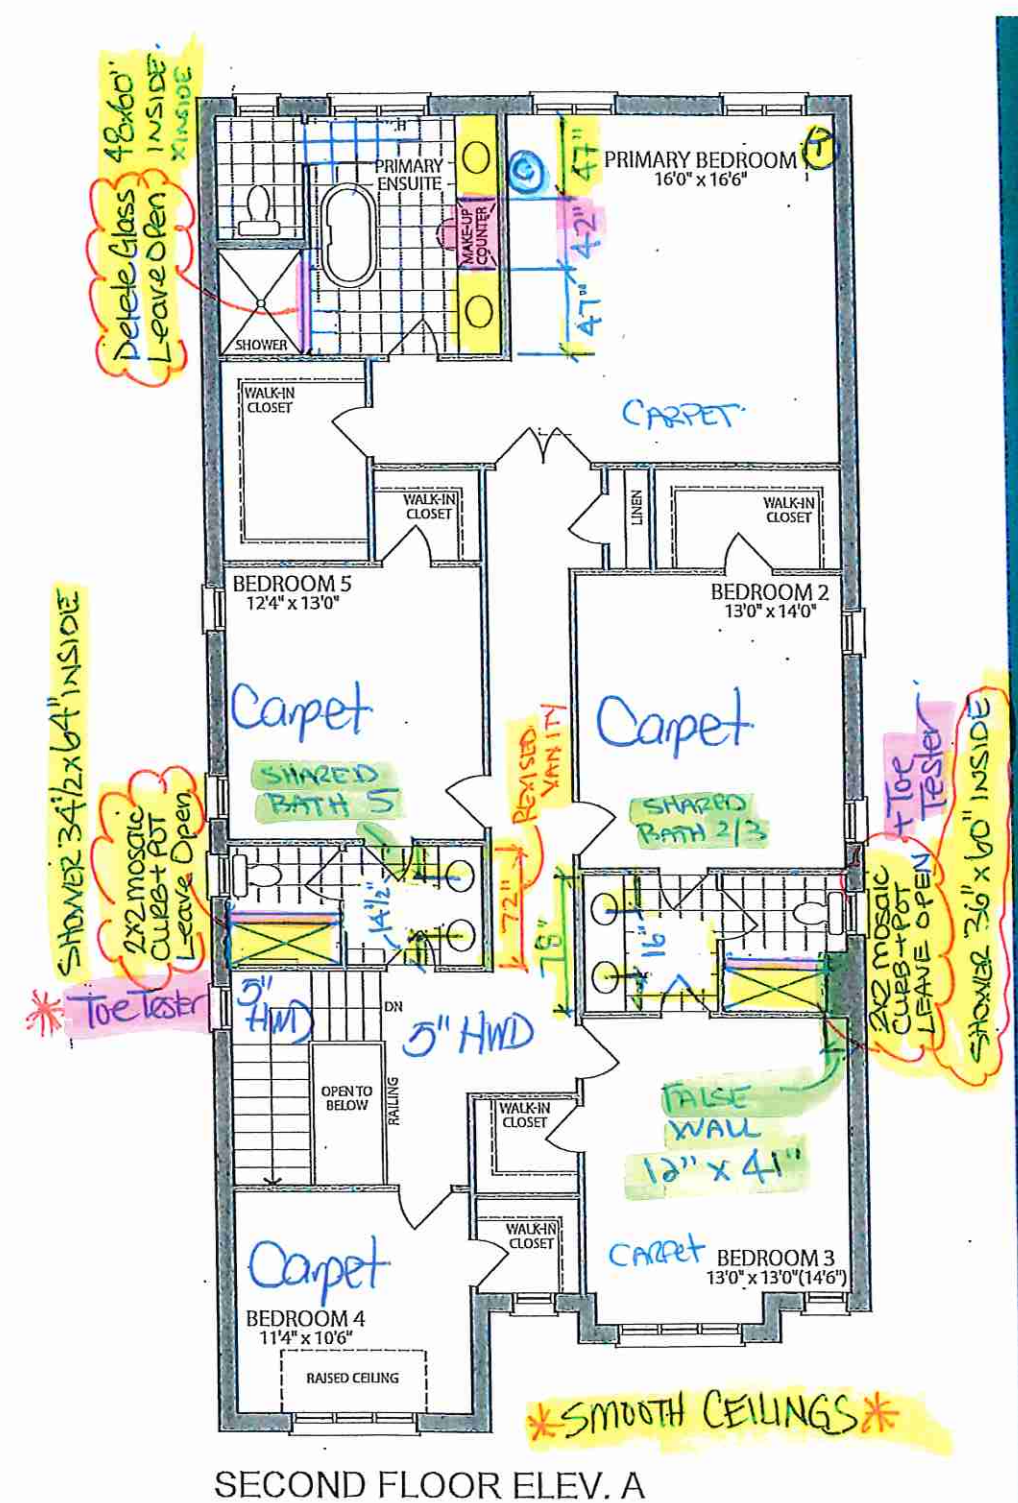 Delete Glass 48x60"
Leave Open INSIDE.
xINSIDE
PRIMARY
ENSUITE
MAKE-UP
COUNTER
SHOWER
47"
42"
47"
PRIMARY BEDROOM
16'0" x 16'6"
CARPET
WALK-IN
CLOSET
WALK-IN
CLOSET
LINEN
WALK-IN
CLOSET
BEDROOM 5
12'4" x 13'0"
BEDROOM 2
13'0" x 14'0"
Carpet
Carpet
SHARED
BATH 5
REVISED
VANITY
SHARED
BATH 2/3
SHOWER 34½x64" INSIDE
2x2 mosaic
CURB + POT
Leave Open
+ Toe
Tester
2x2 mosaic
CURB + POT
LEAVE OPEN
SHOWER 36" x 60" INSIDE
14½"
72"
78"
16"
* Toe Tester
5"
HWD
DN
5" HWD
OPEN TO
BELOW
RAILING
WALK-IN
CLOSET
FALSE
WALL
12" x 41"
WALK-IN
CLOSET
Carpet
CARPET
BEDROOM 3
13'0" x 13'0"(14'6")
BEDROOM 4
11'4" x 10'6"
RAISED CEILING
* SMOOTH CEILINGS *
SECOND FLOOR ELEV. A